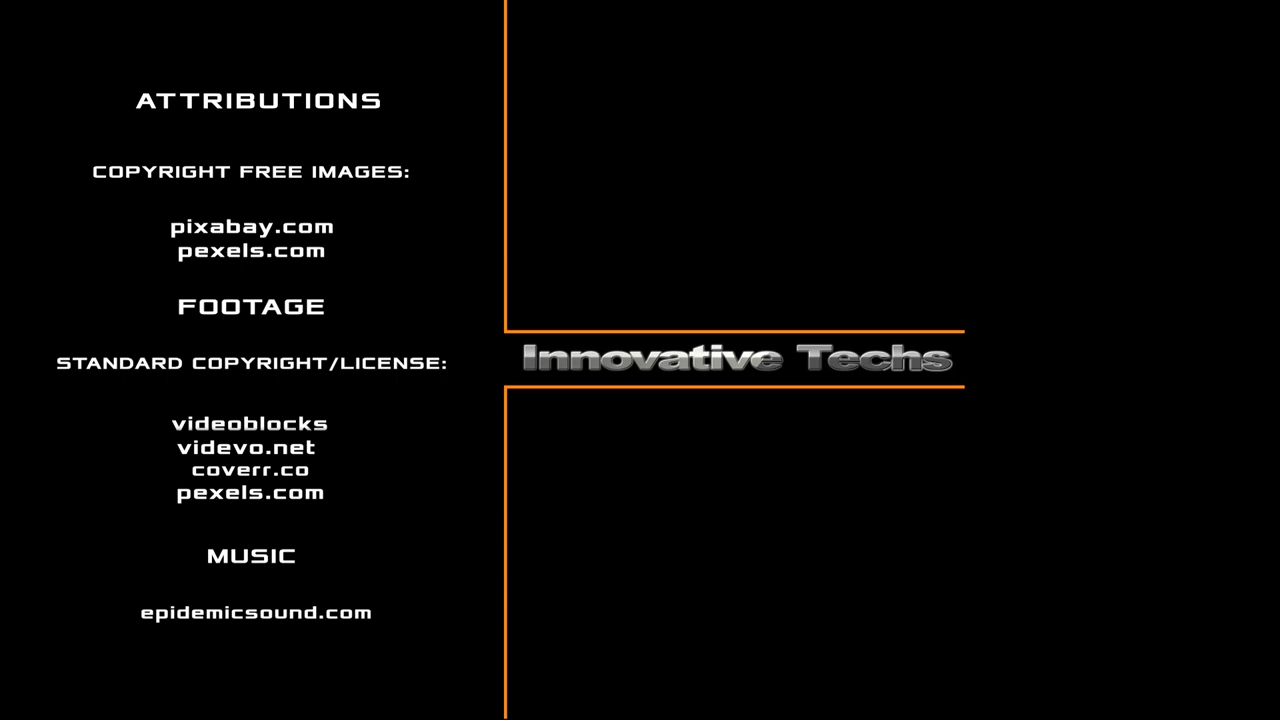 ATTRIBUTIONS
COPYRIGHT FREE IMAGES:
pixabay.com
pexels.com
FOOTAGE
STANDARD COPYRIGHT/LICENSE:
videoblocks
videvo.net
coverr.co
pexels.com
MUSIC
epidemicsound.com
Innovative Techs